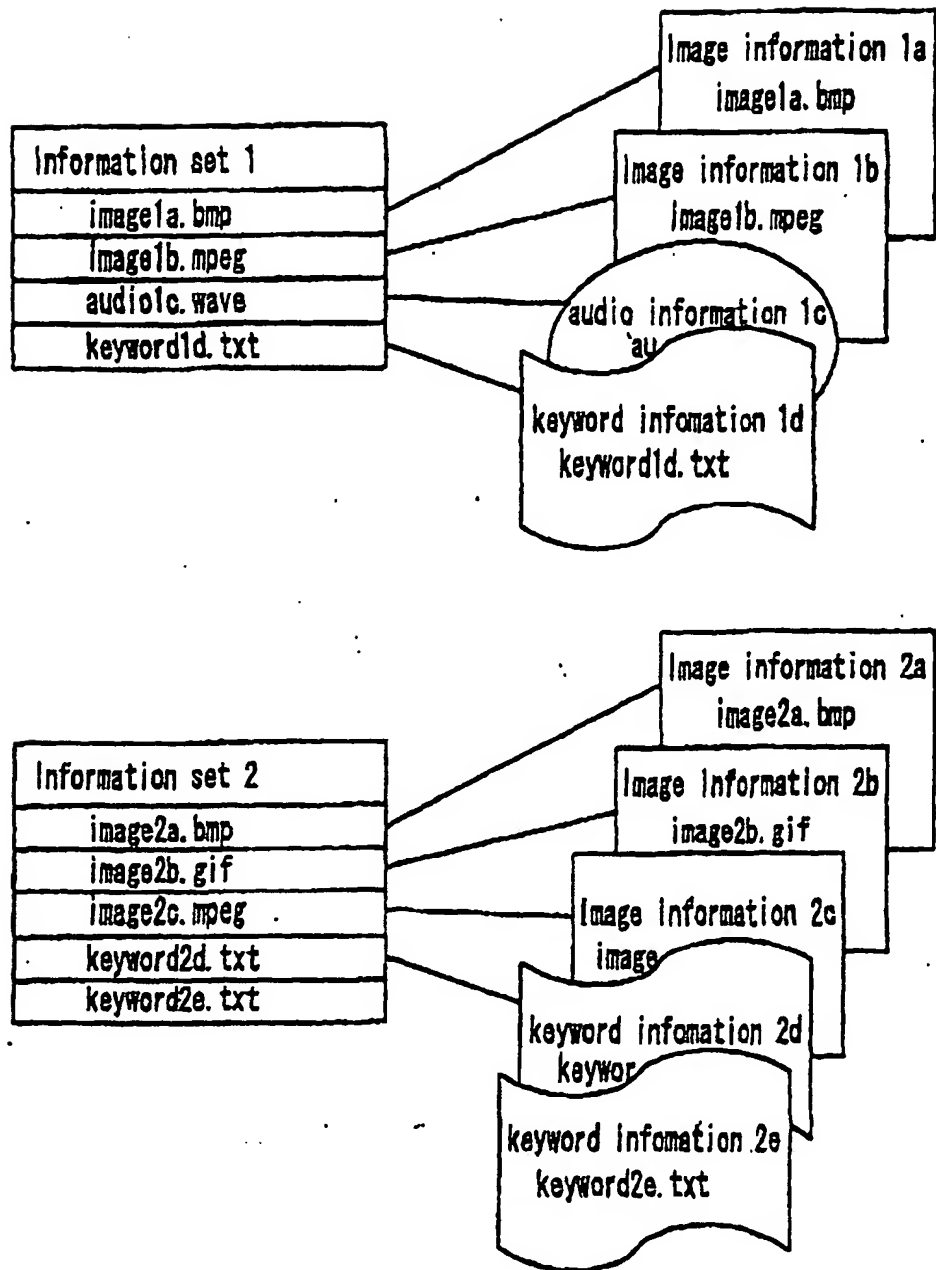 Information set 1
image1a.bmp
image1b.mpeg
audio1c.wave
keyword1d.txt
Image information 1a
image1a.bmp
Image information 1b
image1b.mpeg
audio information 1c
au
keyword infomation 1d
keyword1d.txt
Information set 2
image2a.bmp
image2b.gif
image2c.mpeg
keyword2d.txt
keyword2e.txt
Image information 2a
image2a.bmp
Image information 2b
image2b.gif
Image information 2c
image
keyword infomation 2d
keywor
keyword infomation 2e
keyword2e.txt